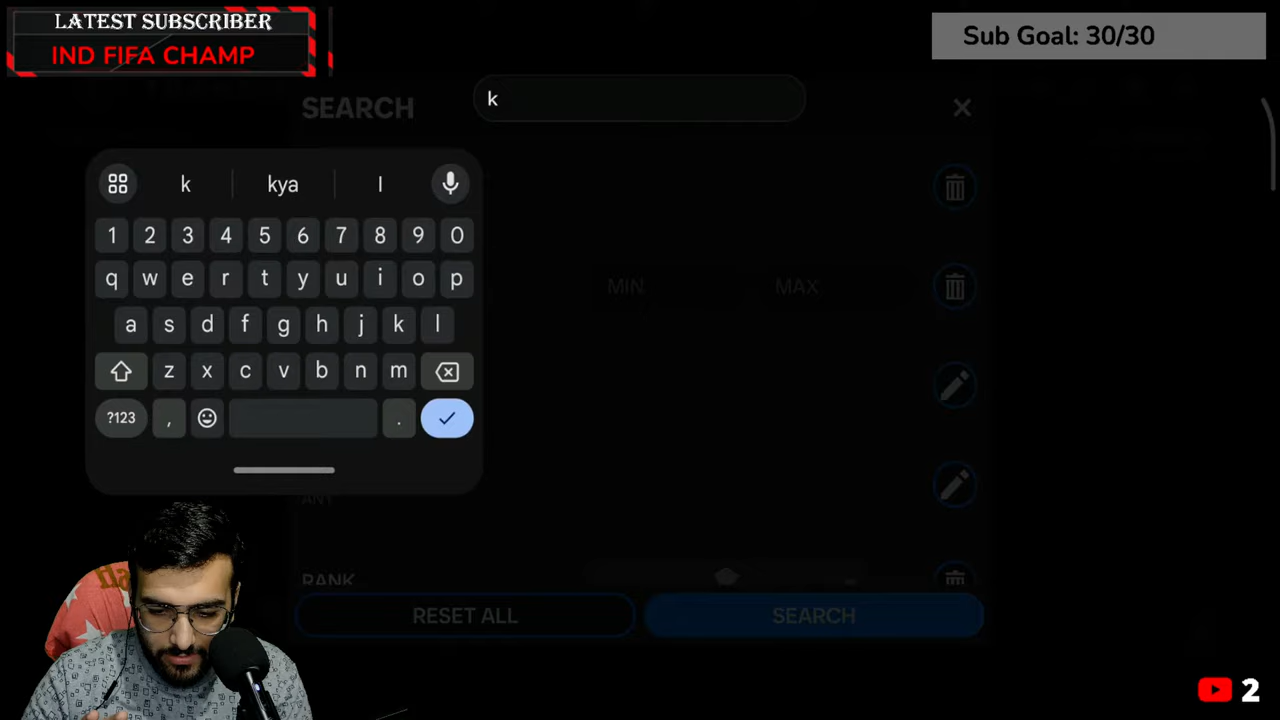 LATEST SUBSCRIBER
IND FIFA CHAMP
Sub Goal: 30/30
SEARCH
k
k kya I
1 2 3 4 5 6 7 8 9 0
q w e r t y u i o p
a s d f g h j k l
z x c v b n m
?123 , .
MIN MAX
ANY
RANK
RESET ALL SEARCH
2